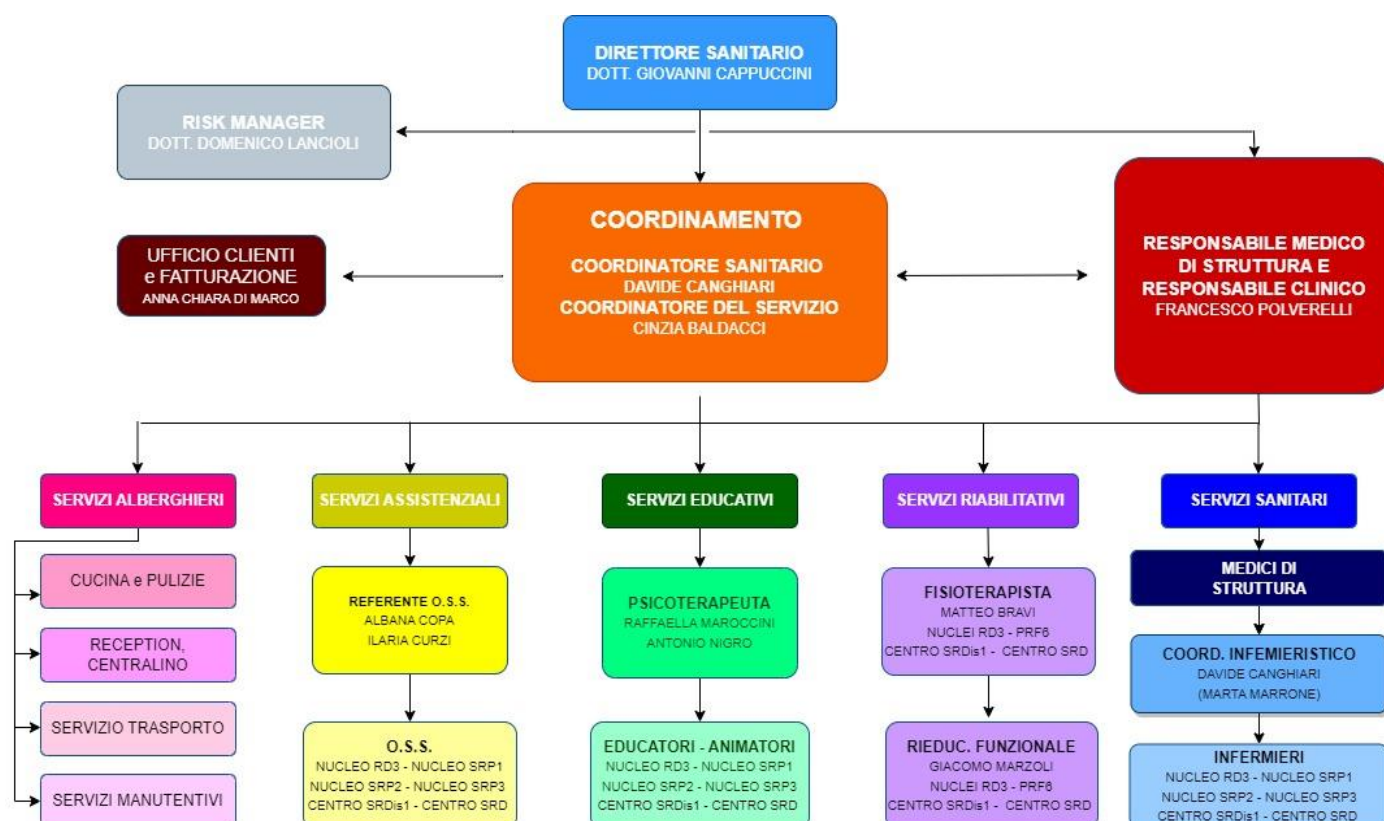 DIRETTORE SANITARIO
DOTT. GIOVANNI CAPPUCCINI
RISK MANAGER
DOTT. DOMENICO LANCIOLI
COORDINAMENTO
COORDINATORE SANITARIO
DAVIDE CANGHIARI
COORDINATORE DEL SERVIZIO
CINZIA BALDACCI
UFFICIO CLIENTI
e FATTURAZIONE
ANNA CHIARA DI MARCO
RESPONSABILE MEDICO
DI STRUTTURA E
RESPONSABILE CLINICO
FRANCESCO POLVERELLI
SERVIZI ALBERGHIERI
CUCINA e PULIZIE
RECEPTION,
CENTRALINO
SERVIZIO TRASPORTO
SERVIZI MANUTENTIVI
SERVIZI ASSISTENZIALI
REFERENTE O.S.S.
ALBANA COPA
ILARIA CURZI
O.S.S.
NUCLEO RD3 - NUCLEO SRP1
NUCLEO SRP2 - NUCLEO SRP3
CENTRO SRDis1 - CENTRO SRD
SERVIZI EDUCATIVI
PSICOTERAPEUTA
RAFFAELLA MAROCCINI
ANTONIO NIGRO
EDUCATORI - ANIMATORI
NUCLEO RD3 - NUCLEO SRP1
NUCLEO SRP2 - NUCLEO SRP3
CENTRO SRDis1 - CENTRO SRD
SERVIZI RIABILITATIVI
FISIOTERAPISTA
MATTEO BRAVI
NUCLEI RD3 - PRF6
CENTRO SRDis1 - CENTRO SRD
RIEDUC. FUNZIONALE
GIACOMO MARZOLI
NUCLEI RD3 - PRF6
CENTRO SRDis1 - CENTRO SRD
SERVIZI SANITARI
MEDICI DI
STRUTTURA
COORD. INFEMIERISTICO
DAVIDE CANGHIARI
(MARTA MARRONE)
INFERMIERI
NUCLEO RD3 - NUCLEO SRP1
NUCLEO SRP2 - NUCLEO SRP3
CENTRO SRDis1 - CENTRO SRD